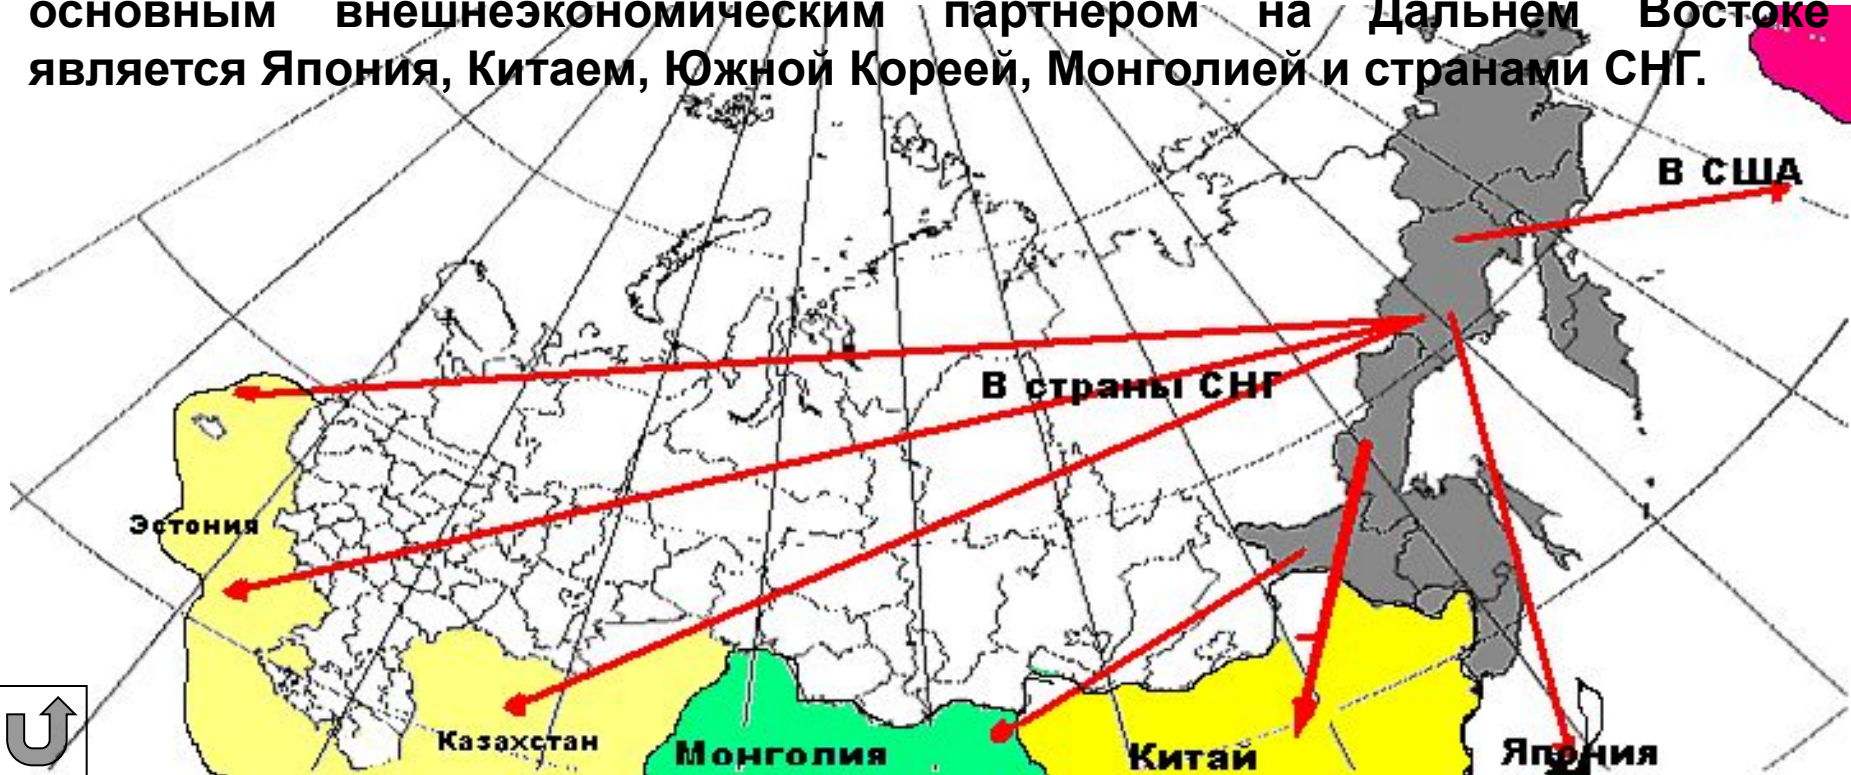 основным внешнеэкономическим партнером на Дальнем Востоке
является Япония, Китаем, Южной Кореей, Монголией и странами СНГ.
В США
В страны СНГ
Эстония
Казахстан
Монголия
Китай
Япония